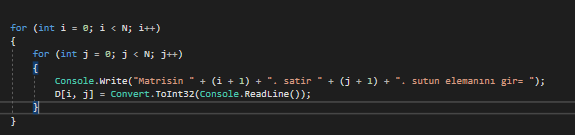 for (int i = 0; i < N; i++)
{
for (int j = 0; j < N; j++)
{
Console.Write("Matrisin " + (i + 1) + ". satir " + (j + 1) + ". sutun elemanını gir= ");
D[i, j] = Convert.ToInt32(Console.ReadLine());
}
}